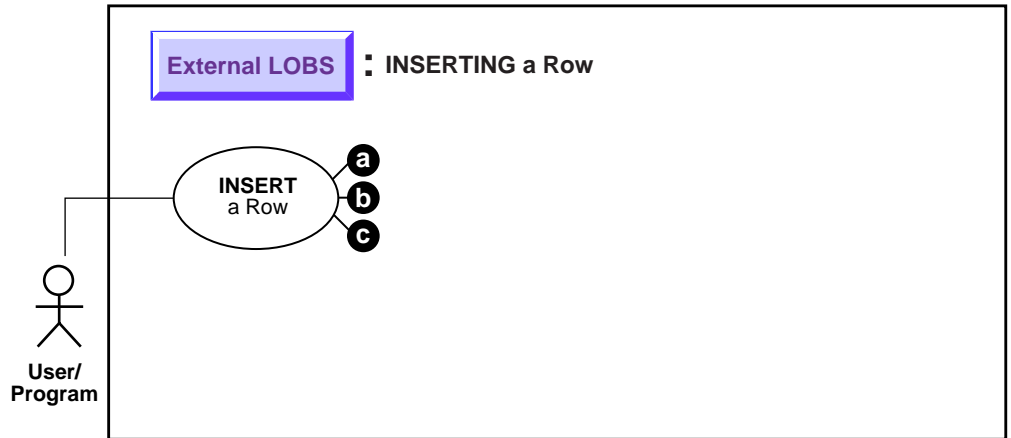 External LOBS : INSERTING a Row
INSERT
a Row
a
b
c
User/
Program